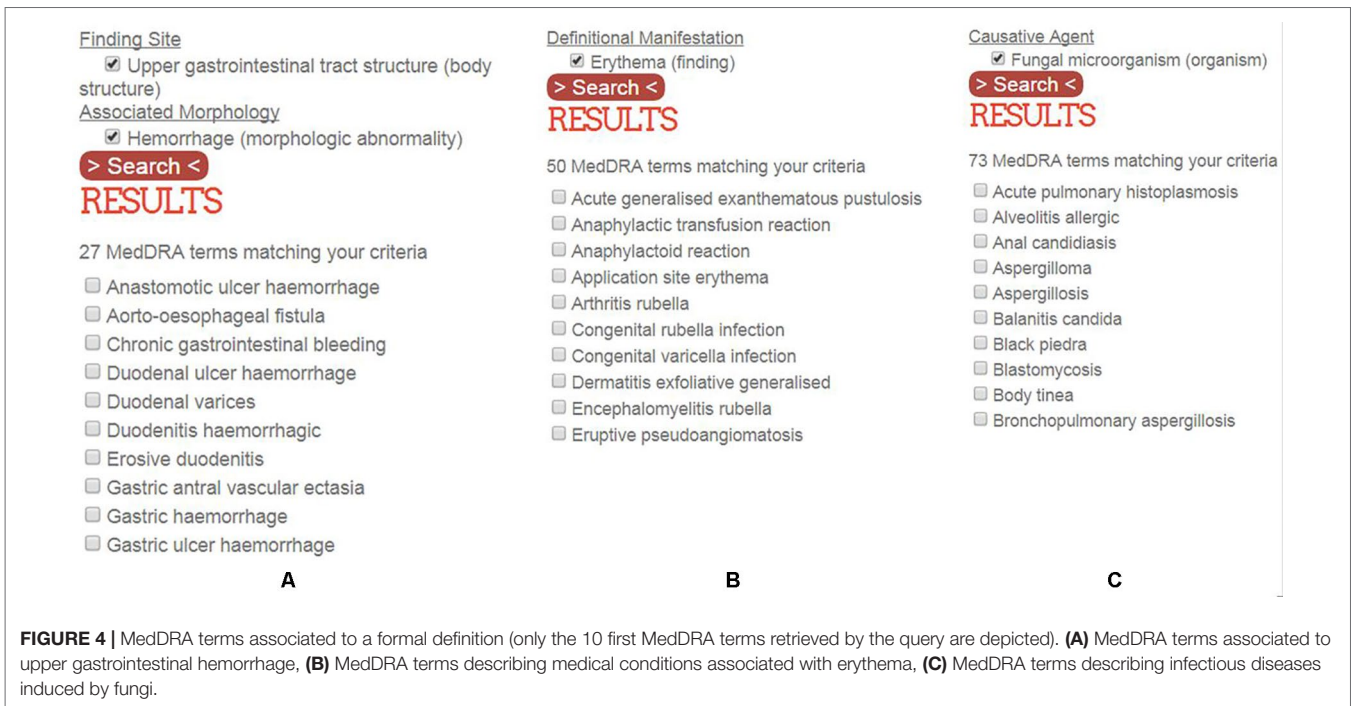 Finding Site
Upper gastrointestinal tract structure (body
structure)
Associated Morphology
Hemorrhage (morphologic abnormality)
> Search <
RESULTS
27 MedDRA terms matching your criteria
Anastomotic ulcer haemorrhage
Aorto-oesophageal fistula
Chronic gastrointestinal bleeding
Duodenal ulcer haemorrhage
Duodenal varices
Duodenitis haemorrhagic
Erosive duodenitis
Gastric antral vascular ectasia
Gastric haemorrhage
Gastric ulcer haemorrhage
A
Definitional Manifestation
Erythema (finding)
> Search <
RESULTS
50 MedDRA terms matching your criteria
Acute generalised exanthematous pustulosis
Anaphylactic transfusion reaction
Anaphylactoid reaction
Application site erythema
Arthritis rubella
Congenital rubella infection
Congenital varicella infection
Dermatitis exfoliative generalised
Encephalomyelitis rubella
Eruptive pseudoangiomatosis
B
Causative Agent
Fungal microorganism (organism)
> Search <
RESULTS
73 MedDRA terms matching your criteria
Acute pulmonary histoplasmosis
Alveolitis allergic
Anal candidiasis
Aspergilloma
Aspergillosis
Balanitis candida
Black piedra
Blastomycosis
Body tinea
Bronchopulmonary aspergillosis
C
FIGURE 4 | MedDRA terms associated to a formal definition (only the 10 first MedDRA terms retrieved by the query are depicted). (A) MedDRA terms associated to
upper gastrointestinal hemorrhage, (B) MedDRA terms describing medical conditions associated with erythema, (C) MedDRA terms describing infectious diseases
induced by fungi.